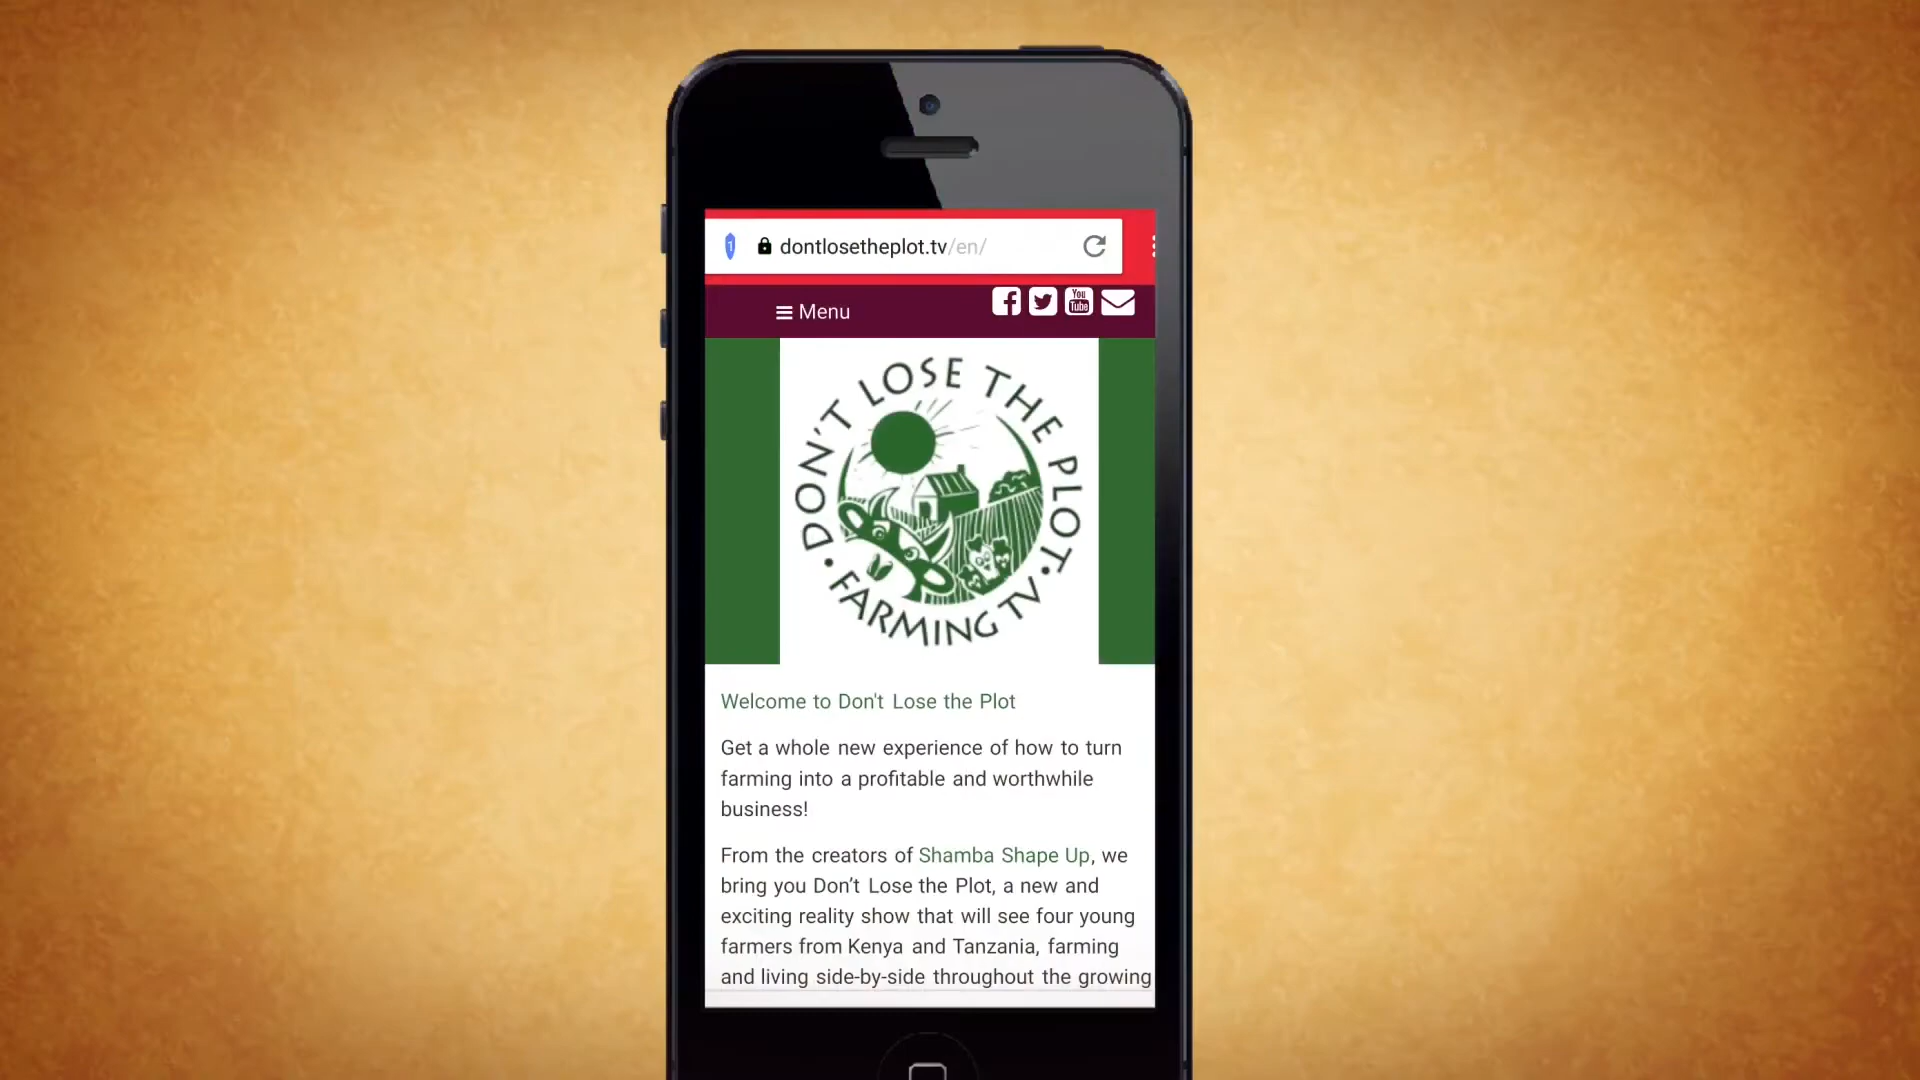 1 dontlosetheplot.tv/en/
Menu
You
Tube
DON'T LOSE THE PLOT
• FARMING TV •
Welcome to Don't Lose the Plot
Get a whole new experience of how to turn
farming into a profitable and worthwhile
business!
From the creators of Shamba Shape Up, we
bring you Don’t Lose the Plot, a new and
exciting reality show that will see four young
farmers from Kenya and Tanzania, farming
and living side-by-side throughout the growing